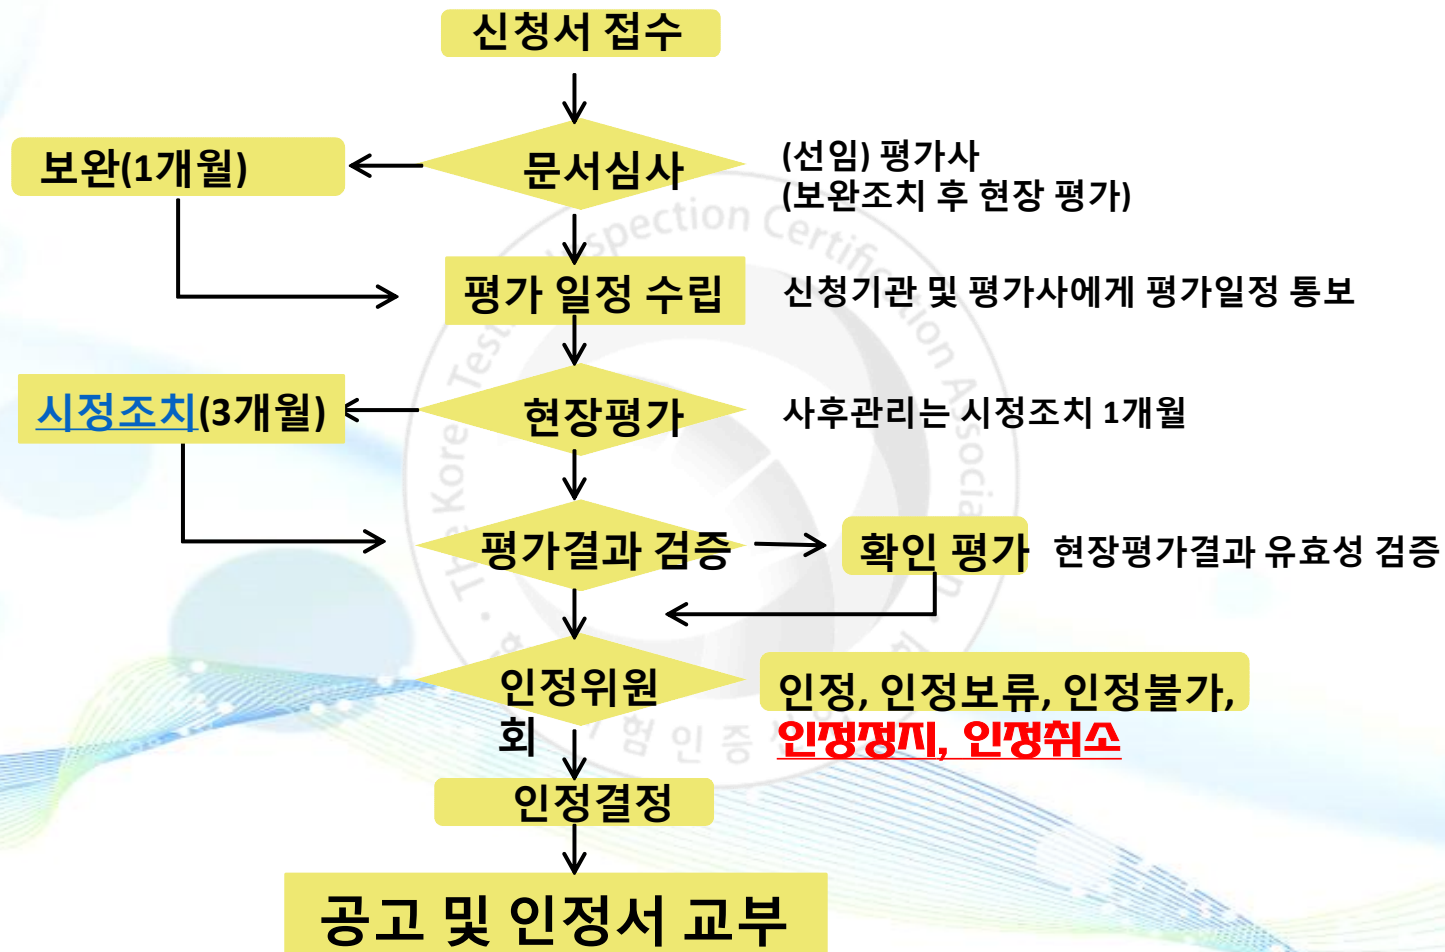 신청서 접수
보완(1개월)
문서심사
(선임) 평가사
(보완조치 후 현장 평가)
평가 일정 수립
신청기관 및 평가사에게 평가일정 통보
시정조치(3개월)
현장평가
사후관리는 시정조치 1개월
평가결과 검증
확인 평가
현장평가결과 유효성 검증
인정위원
회
인정, 인정보류, 인정불가,
인정정지, 인정취소
인정결정
공고 및 인정서 교부